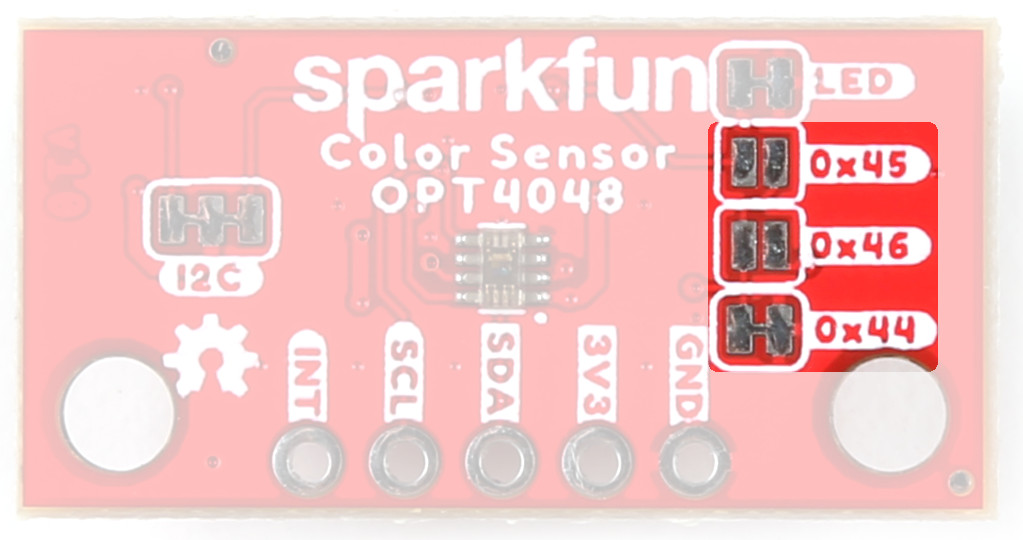 sparkfun
LED
Color Sensor
OPT4048
0x45
0x46
0x44
I2C
INT
SCL
SDA
3V3
GND